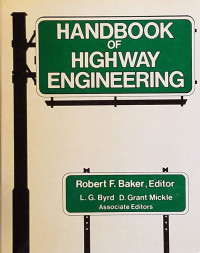 HANDBOOK
OF
HIGHWAY
ENGINEERING
Robert F. Baker, Editor
L. G. Byrd D. Grant Mickle
Associate Editors